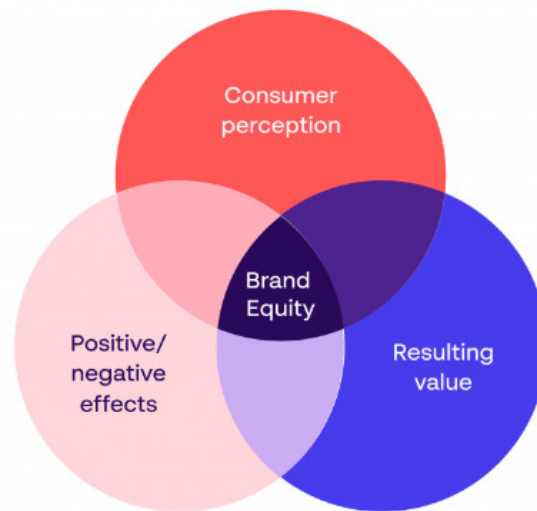 Consumer
perception
Brand
Equity
Positive/
negative
effects
Resulting
value